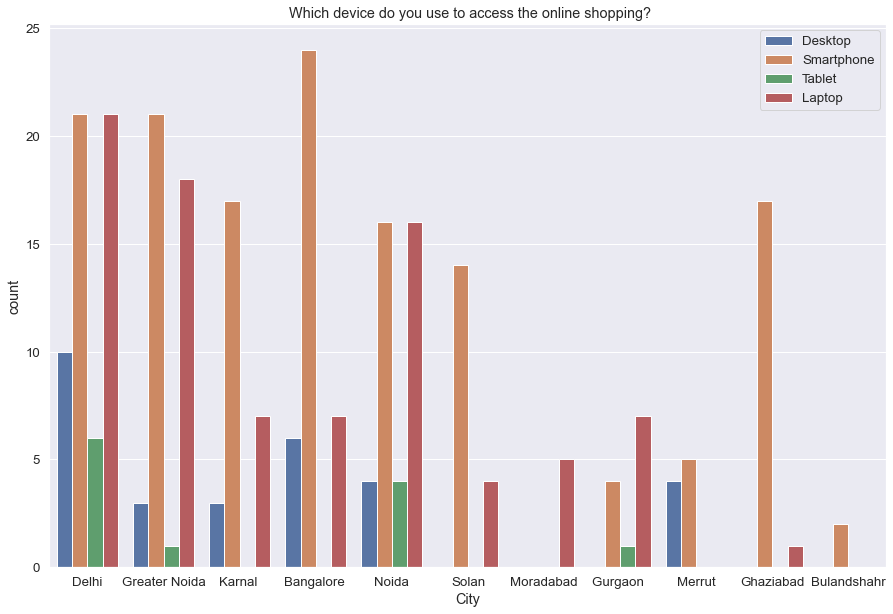 Which device do you use to access the online shopping?
Desktop
Smartphone
Tablet
Laptop
25
20
15
10
5
0
count
Delhi Greater Noida Karnal Bangalore Noida Solan Moradabad Gurgaon Merrut Ghaziabad Bulandshahr
City